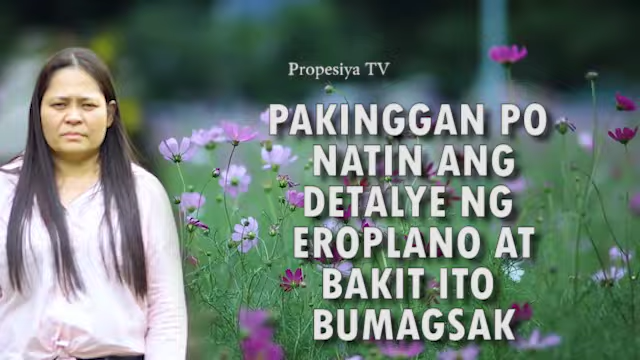 Propesiya TV
PAKINGGAN PO
NATIN ANG
DETALYE NG
EROPLANO AT
BAKIT ITO
BUMAGSAK